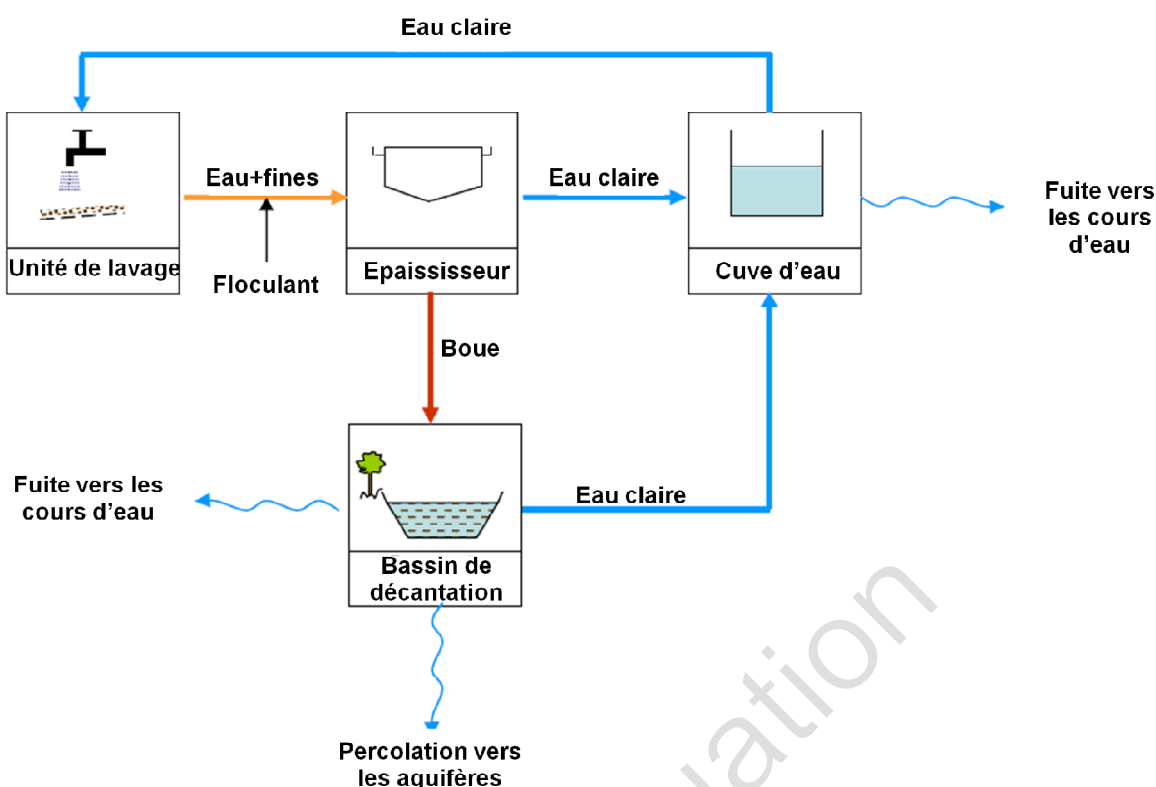 Eau claire
Eau+fines
Eau claire
Fuite vers
les cours
d'eau
Unité de lavage
Floculant
Epaississeur
Cuve d'eau
Boue
Fuite vers les
cours d'eau
Eau claire
Bassin de
décantation
Percolation vers
les aquifères